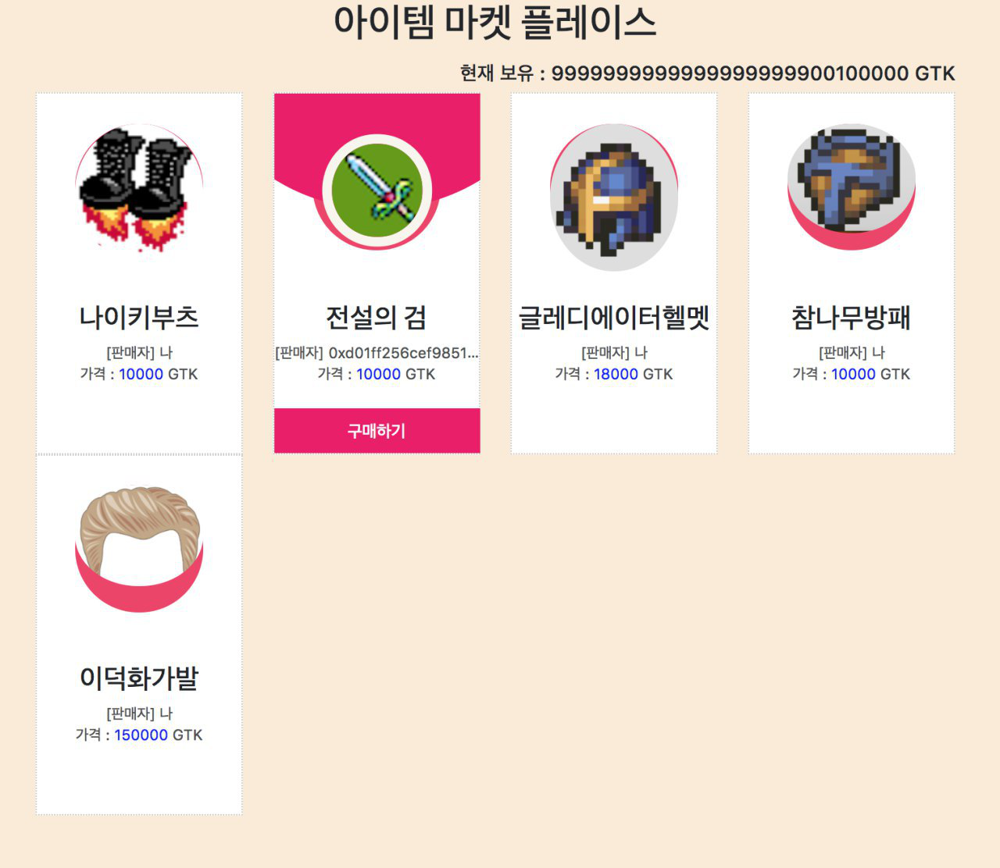 아이템 마켓 플레이스
현재 보유 : 9999999999999999999900100000 GTK
나이키부츠
[판매자] 나
가격 : 10000 GTK
전설의 검
[판매자] 0xd01ff256cef9851...
가격 : 10000 GTK
구매하기
글레디에이터헬멧
[판매자] 나
가격 : 18000 GTK
참나무방패
[판매자] 나
가격 : 10000 GTK
이덕화가발
[판매자] 나
가격 : 150000 GTK